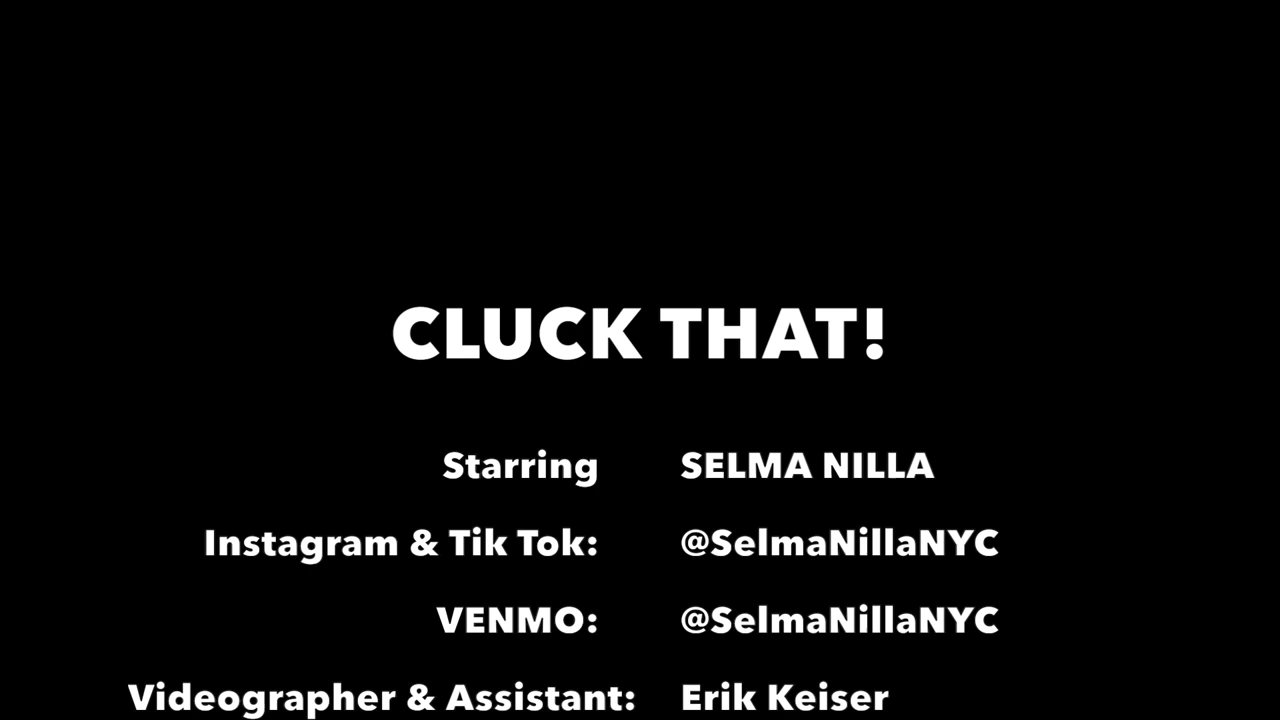 CLUCK THAT!
Starring SELMA NILLA
Instagram & Tik Tok: @SelmaNillaNYC
VENMO: @SelmaNillaNYC
Videographer & Assistant: Erik Keiser